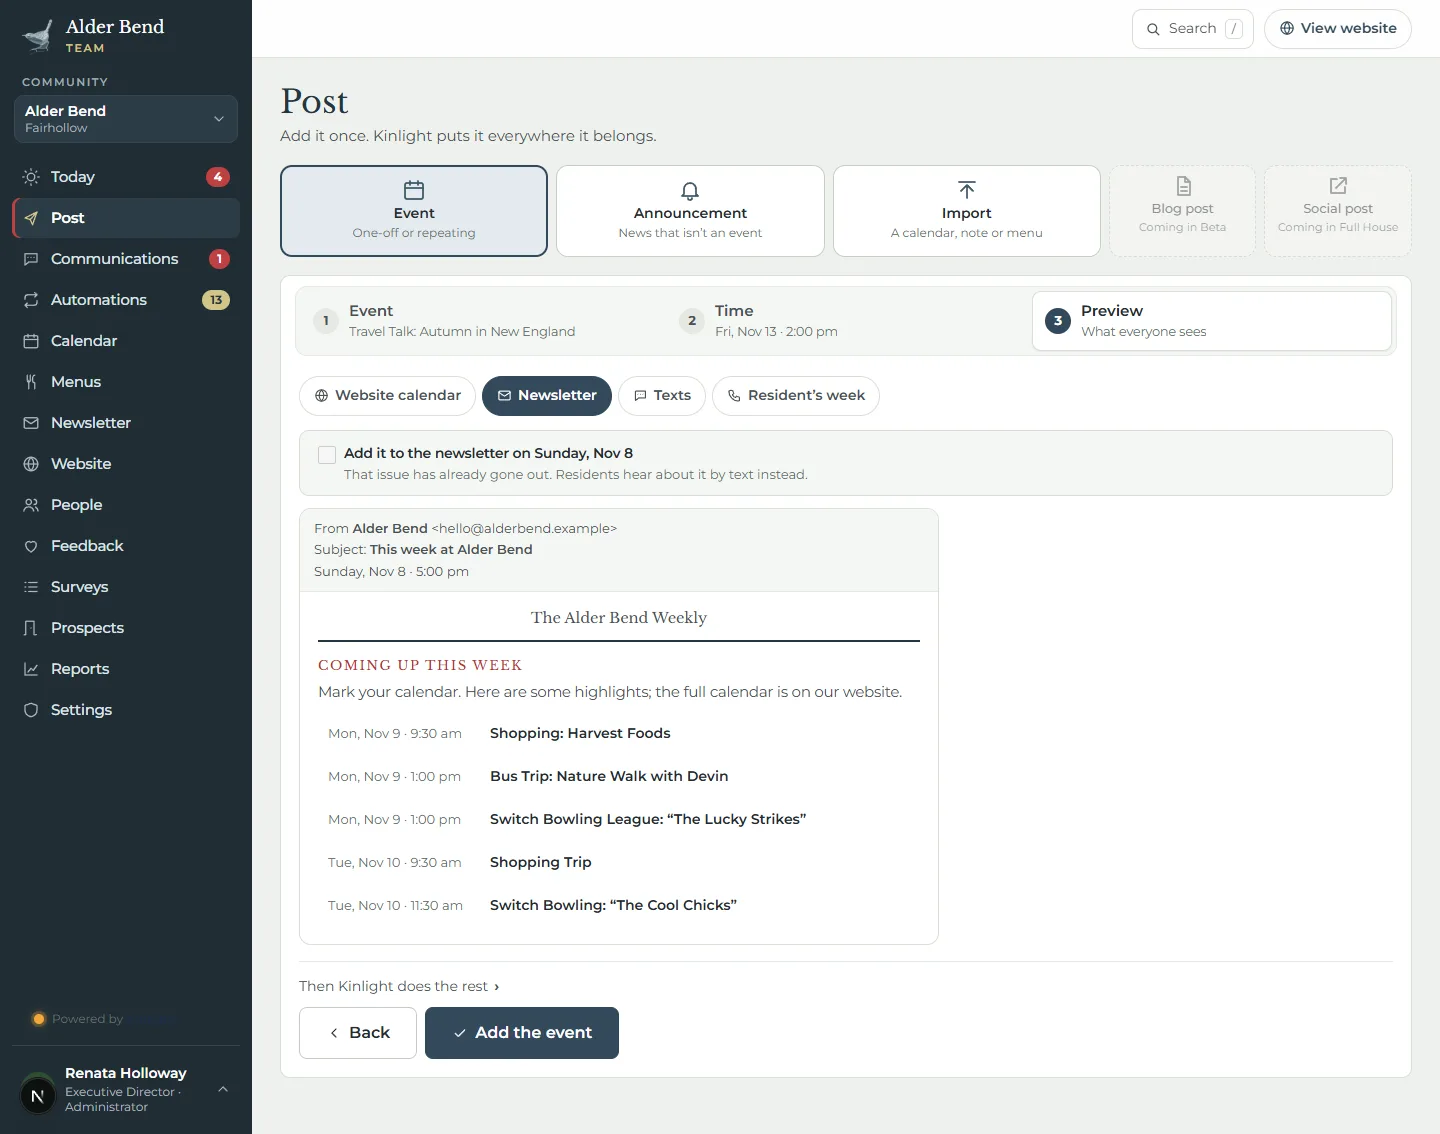 Alder Bend
TEAM
COMMUNITY
Alder Bend
Fairhollow
Today
4
Post
Communications
1
Automations
13
Calendar
Menus
Newsletter
Website
People
Feedback
Surveys
Prospects
Reports
Settings
Powered by
N
Renata Holloway
Executive Director ·
Administrator
Search /
View website
Post
Add it once. Kinlight puts it everywhere it belongs.
Event
One-off or repeating
Announcement
News that isn’t an event
Import
A calendar, note or menu
Blog post
Coming in Beta
Social post
Coming in Full House
1
Event
Travel Talk: Autumn in New England
2
Time
Fri, Nov 13 · 2:00 pm
3
Preview
What everyone sees
Website calendar
Newsletter
Texts
Resident’s week
Add it to the newsletter on Sunday, Nov 8
That issue has already gone out. Residents hear about it by text instead.
From Alder Bend <hello@alderbend.example>
Subject: This week at Alder Bend
Sunday, Nov 8 · 5:00 pm
The Alder Bend Weekly
COMING UP THIS WEEK
Mark your calendar. Here are some highlights; the full calendar is on our website.
Mon, Nov 9 · 9:30 am Shopping: Harvest Foods
Mon, Nov 9 · 1:00 pm Bus Trip: Nature Walk with Devin
Mon, Nov 9 · 1:00 pm Switch Bowling League: “The Lucky Strikes”
Tue, Nov 10 · 9:30 am Shopping Trip
Tue, Nov 10 · 11:30 am Switch Bowling: “The Cool Chicks”
Then Kinlight does the rest ›
Back
Add the event